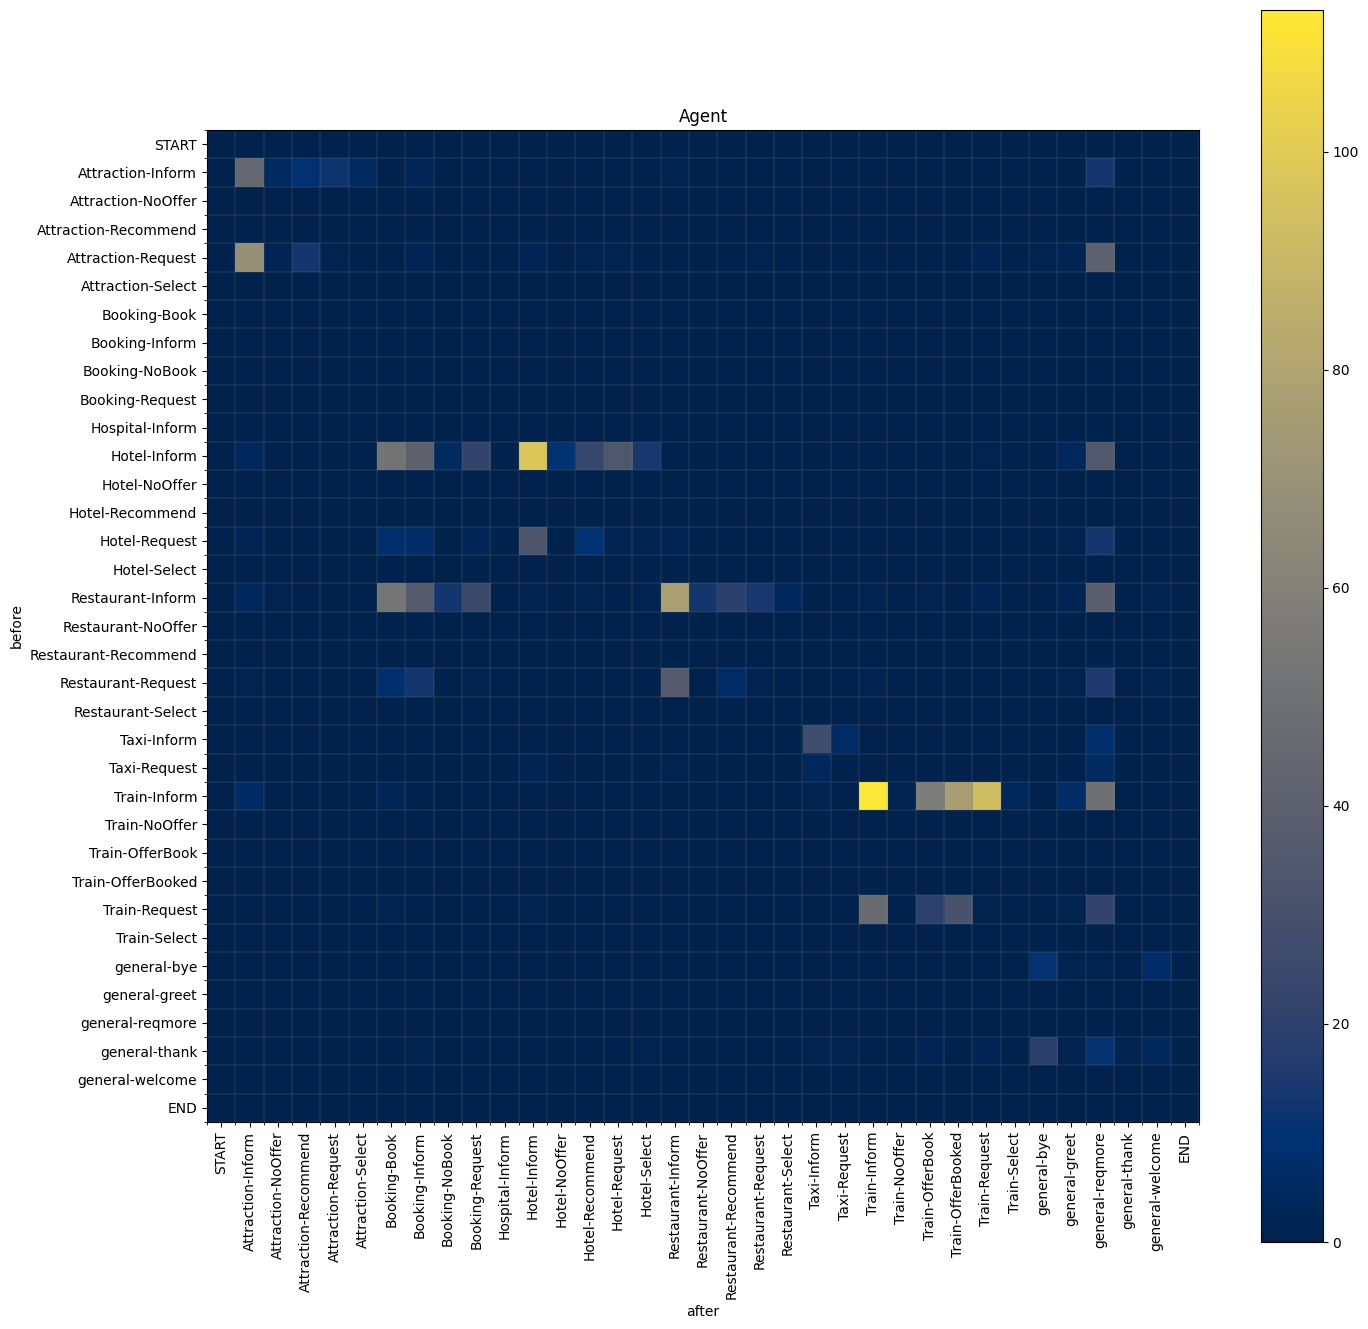 Agent
START
Attraction-Inform
Attraction-NoOffer
Attraction-Recommend
Attraction-Request
Attraction-Select
Booking-Book
Booking-Inform
Booking-NoBook
Booking-Request
Hospital-Inform
Hotel-Inform
Hotel-NoOffer
Hotel-Recommend
Hotel-Request
Hotel-Select
Restaurant-Inform
Restaurant-NoOffer
Restaurant-Recommend
Restaurant-Request
Restaurant-Select
Taxi-Inform
Taxi-Request
Train-Inform
Train-NoOffer
Train-OfferBook
Train-OfferBooked
Train-Request
Train-Select
general-bye
general-greet
general-reqmore
general-thank
general-welcome
END
before
START
Attraction-Inform
Attraction-NoOffer
Attraction-Recommend
Attraction-Request
Attraction-Select
Booking-Book
Booking-Inform
Booking-NoBook
Booking-Request
Hospital-Inform
Hotel-Inform
Hotel-NoOffer
Hotel-Recommend
Hotel-Request
Hotel-Select
Restaurant-Inform
Restaurant-NoOffer
Restaurant-Recommend
Restaurant-Request
Restaurant-Select
Taxi-Inform
Taxi-Request
Train-Inform
Train-NoOffer
Train-OfferBook
Train-OfferBooked
Train-Request
Train-Select
general-bye
general-greet
general-reqmore
general-thank
general-welcome
END
after
100
80
60
40
20
0